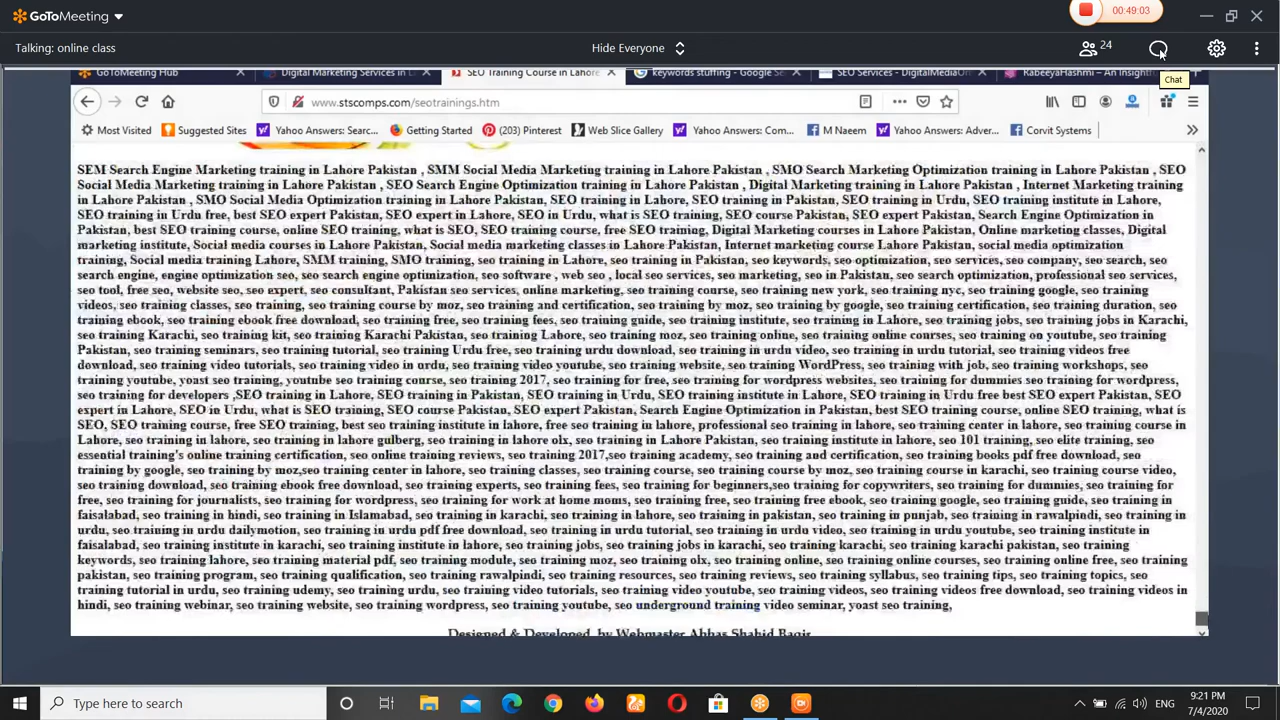 GoToMeeting
00:49:03
Talking: online class
Hide Everyone
24
Chat
GoToMeeting Hub
Digital Marketing Services in L
SEO Training Course in Lahore
keywords stuffing - Google Se
SEO Services - DigitalMediaOn
RabeeyaHashmi – An Insightf
www.stscomps.com/seotrainings.htm
Most Visited
Suggested Sites
Yahoo Answers: Searc...
Getting Started
(203) Pinterest
Web Slice Gallery
Yahoo Answers: Com...
M Naeem
Yahoo Answers: Adver...
Corvit Systems
SEM Search Engine Marketing training in Lahore Pakistan , SMM Social Media Marketing training in Lahore Pakistan , SMO Search Marketing Optimization training in Lahore Pakistan , SEO
Social Media Marketing training in Lahore Pakistan , SEO Search Engine Optimization training in Lahore Pakistan , Digital Marketing training in Lahore Pakistan , Internet Marketing training
in Lahore Pakistan , SMO Social Media Optimization training in Lahore Pakistan, SEO training in Lahore, SEO training in Pakistan, SEO training in Urdu, SEO training institute in Lahore,
SEO training in Urdu free, best SEO expert Pakistan, SEO expert in Lahore, SEO in Urdu, what is SEO training, SEO course Pakistan, SEO expert Pakistan, Search Engine Optimization in
Pakistan, best SEO training course, online SEO training, what is SEO, SEO training course, free SEO training, Digital Marketing courses in Lahore Pakistan, Online marketing classes, Digital
marketing institute, Social media courses in Lahore Pakistan, Social media marketing classes in Lahore Pakistan, Internet marketing course Lahore Pakistan, social media optimization
training, Social media training Lahore, SMM training, SMO training, seo training in Lahore, seo training in Pakistan, seo keywords, seo optimization, seo services, seo company, seo search, seo
search engine, engine optimization seo, seo search engine optimization, seo software , web seo , local seo services, seo marketing, seo in Pakistan, seo search optimization, professional seo services,
seo tool, free seo, website seo, seo expert, seo consultant, Pakistan seo services, online marketing, seo training course, seo training new york, seo training nyc, seo training google, seo training
videos, seo training classes, seo training, seo training course by moz, seo training and certification, seo training by moz, seo training by google, seo training certification, seo training duration, seo
training ebook, seo training ebook free download, seo training free, seo training fees, seo training guide, seo training institute, seo training in Lahore, seo training jobs, seo training jobs in Karachi,
seo training Karachi, seo training kit, seo training Karachi Pakistan, seo training Lahore, seo training moz, seo training online, seo training online courses, seo training on youtube, seo training
Pakistan, seo training seminars, seo training tutorial, seo training Urdu free, seo training urdu download, seo training in urdu video, seo training in urdu tutorial, seo training videos free
download, seo training video tutorials, seo training video in urdu, seo training video youtube, seo training website, seo training WordPress, seo training with job, seo training workshops, seo
training youtube, yoast seo training, youtube seo training course, seo training 2017, seo training for free, seo training for wordpress websites, seo training for dummies seo training for wordpress,
seo training for developers ,SEO training in Lahore, SEO training in Pakistan, SEO training in Urdu, SEO training institute in Lahore, SEO training in Urdu free best SEO expert Pakistan, SEO
expert in Lahore, SEO in Urdu, what is SEO training, SEO course Pakistan, SEO expert Pakistan, Search Engine Optimization in Pakistan, best SEO training course, online SEO training, what is
SEO, SEO training course, free SEO training, best seo training institute in lahore, free seo training in lahore, professional seo training in lahore, seo training center in lahore, seo training course in
Lahore, seo training in lahore, seo training in lahore gulberg, seo training in lahore olx, seo training in Lahore Pakistan, seo training institute in lahore, seo 101 training, seo elite training, seo
essential training's online training certification, seo online training reviews, seo training 2017,seo training academy, seo training and certification, seo training books pdf free download, seo
training by google, seo training by moz,seo training center in lahore, seo training classes, seo training course, seo training course by moz, seo training course in karachi, seo training course video,
seo training download, seo training ebook free download, seo training experts, seo training fees, seo training for beginners,seo training for copywriters, seo training for dummies, seo training for
free, seo training for journalists, seo training for wordpress, seo training for work at home moms, seo training free, seo training free ebook, seo training google, seo training guide, seo training in
faisalabad, seo training in hindi, seo training in Islamabad, seo training in karachi, seo training in lahore, seo training in pakistan, seo training in punjab, seo training in rawalpindi, seo training in
urdu, seo training in urdu dailymotion, seo training in urdu pdf free download, seo training in urdu tutorial, seo training in urdu video, seo training in urdu youtube, seo training institute in
faisalabad, seo training institute in karachi, seo training institute in lahore, seo training jobs, seo training jobs in karachi, seo training karachi, seo training karachi pakistan, seo training
keywords, seo training lahore, seo training material pdf, seo training module, seo training moz, seo training olx, seo training online, seo training online courses, seo training online free, seo training
pakistan, seo training program, seo training qualification, seo training rawalpindi, seo training resources, seo training reviews, seo training syllabus, seo training tips, seo training topics, seo
training tutorial in urdu, seo training udemy, seo training urdu, seo training video tutorials, seo training video youtube, seo training videos, seo training videos free download, seo training videos in
hindi, seo training webinar, seo training website, seo training wordpress, seo training youtube, seo underground training video seminar, yoast seo training,
Designed & Developed by Webmaster Abbas Shahid Baqir
Type here to search
ENG
9:21 PM
7/4/2020